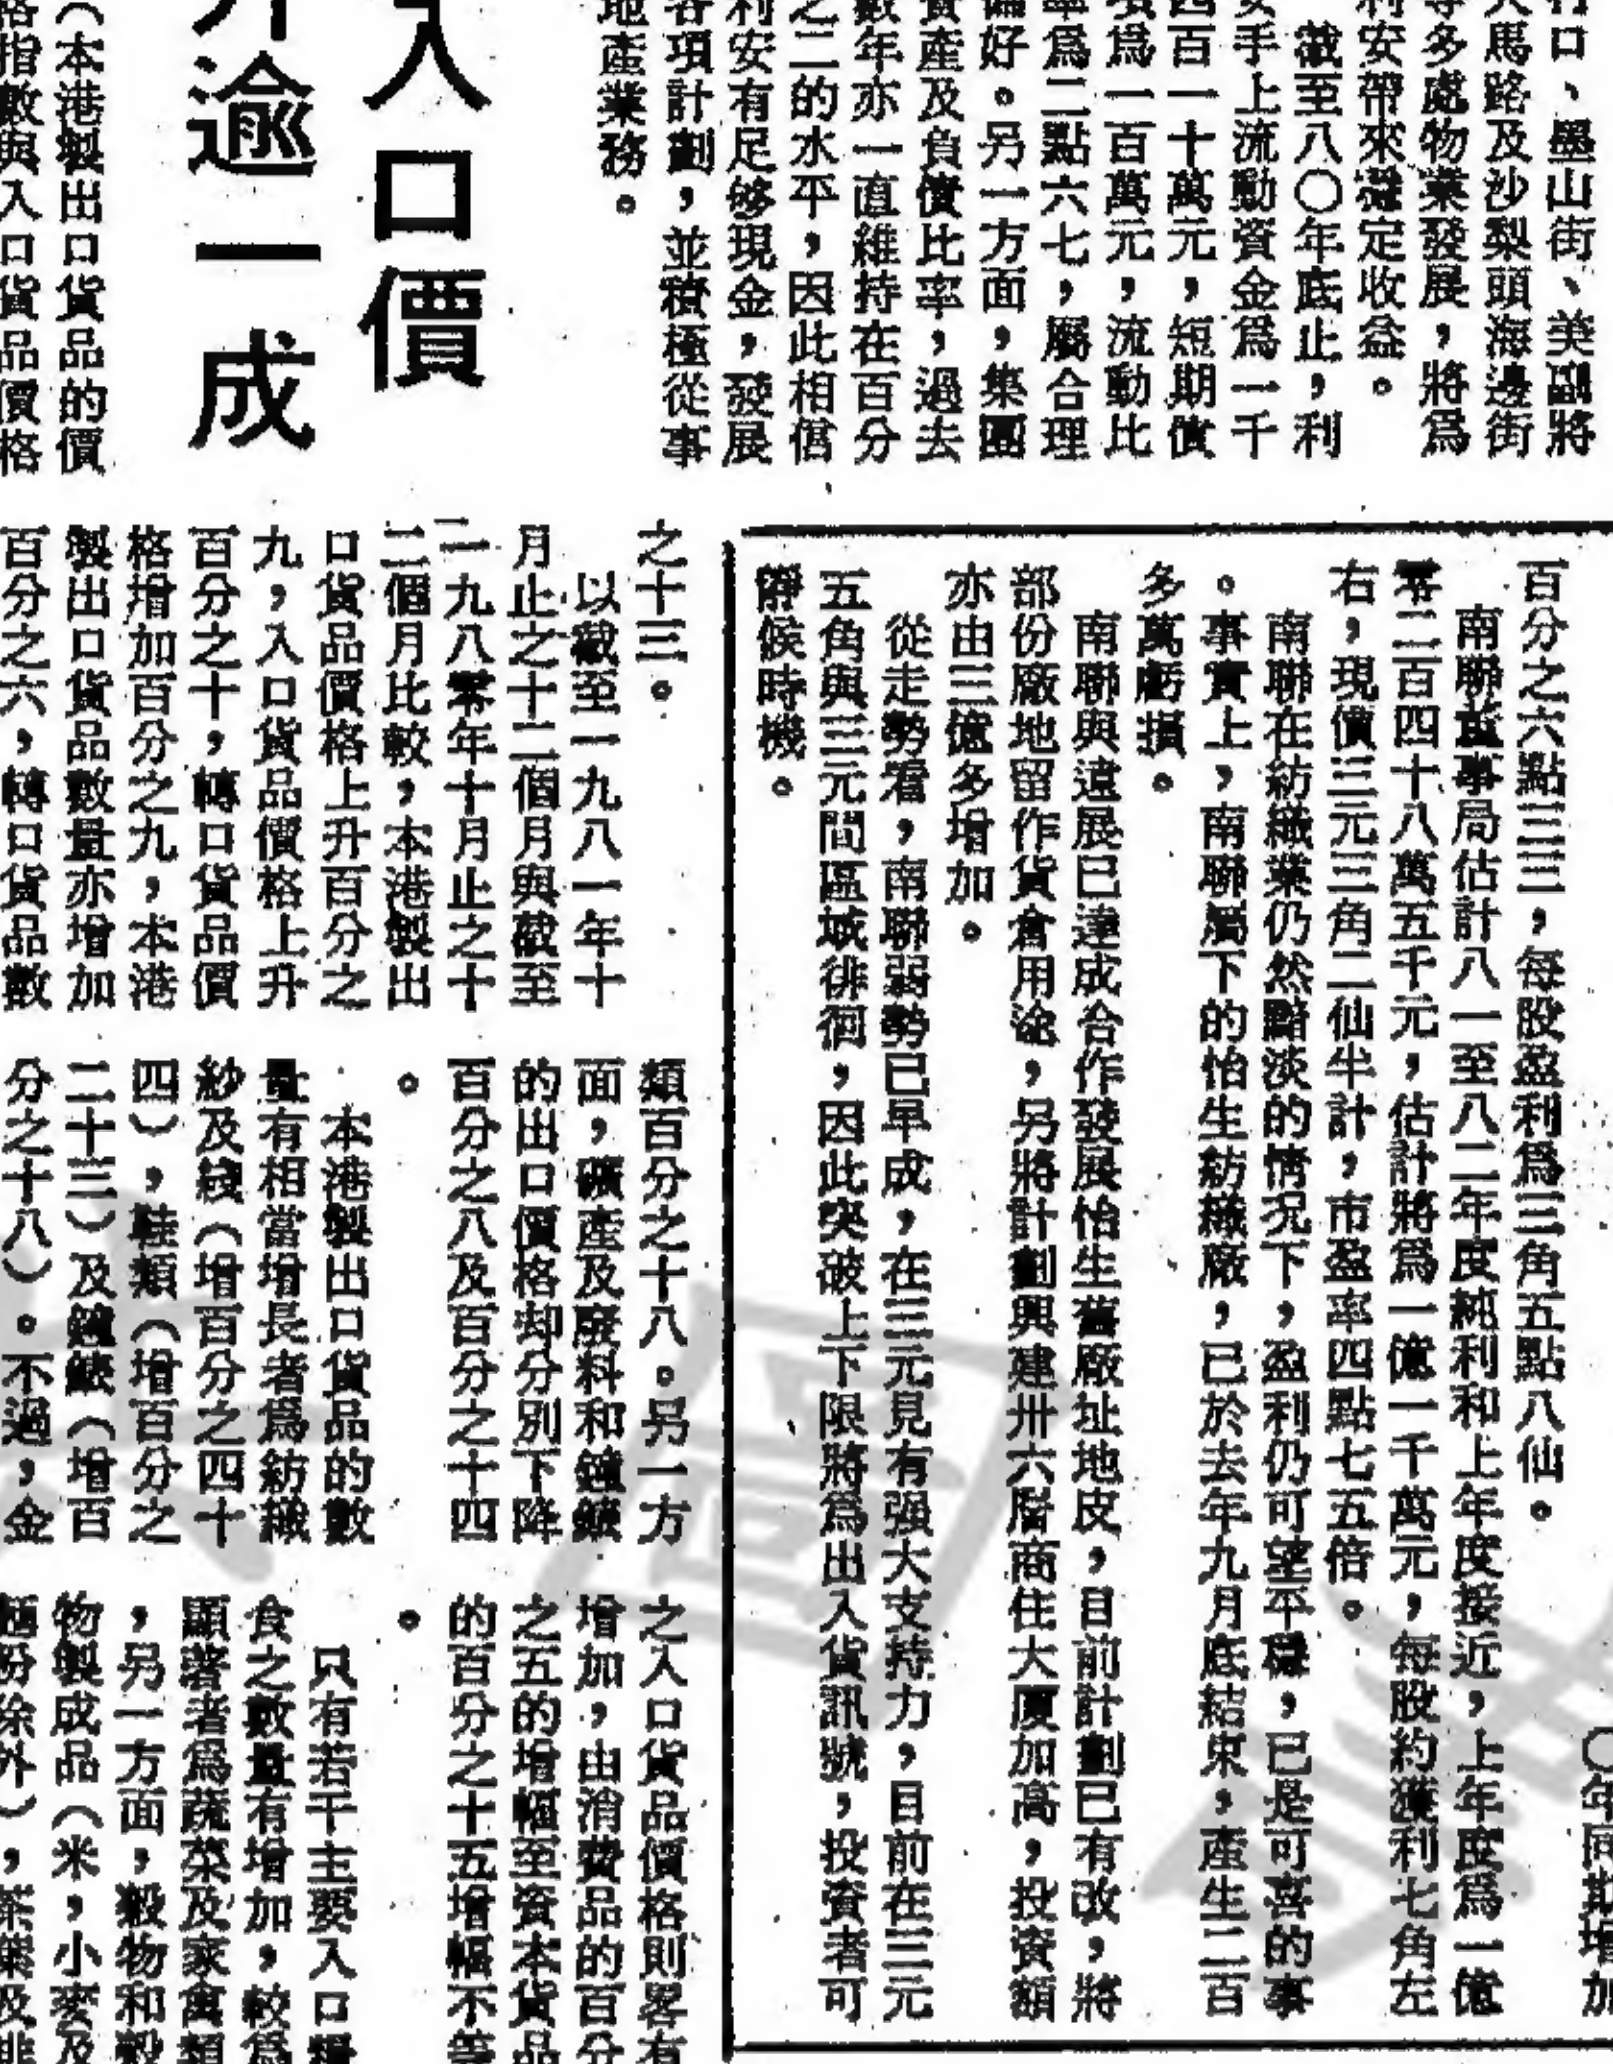 口、墨山街、美副將
大馬路及沙梨頭海邊街
等多處物業發展，將爲
利安帶來穩定收益。
截至八〇年底止，利
安手上流動資金爲一千
四百一十萬元，短期債
項爲一百萬元，流動比
率爲二點六七，屬合理
偏好。另一方面，集團
資產及負債比率，過去
數年亦一直維持在百分
之二的水平，因此相信
利安有足够現金，發展
各項計劃，並積極從事
地產業務。
入口價
升逾一成
（本港製出口貨品的價
格指數與入口貨品價格
〇年同期增加
百分之六點三三，每股盈利爲三角五點八仙。
南聯董事局估計八一至八二年度純利和上年度接近，上年度爲一億
零二百四十八萬五千元，估計將爲一億一千萬元，每股約獲利七角左
右，現價三元三角二仙半計，市盈率四點七五倍。
南聯在紡織業仍然黯淡的情况下，盈利仍可望平穩，已是可喜的事
。事實上，南聯屬下的怡生紡織廠，已於去年九月底結束，產生二百
多萬虧損。
南聯與遠展已達成合作發展怡生舊廠址地皮，目前計劃已有改，將
部份廠地留作貨倉用途，另將計劃興建卅六層商住大厦加高，投資額
亦由三億多增加。
從走勢看，南聯弱勢已早成，在三元見有强大支持力，目前在三元
五角與三元間區域徘徊，因此突破上下限將爲出入貨訊號，投資者可
靜候時機。
之十三。
以截至一九八一年十
月止之十二個月與截至
一九八零年十月止之十
二個月比較，本港製出
口貨品價格上升百分之
九，入口貨品價格上升
百分之十，轉口貨品價
格增加百分之九，本港
製出口貨品數量亦增加
百分之六，轉口貨品數
類百分之十八。另一方
面，礦產及廢料和鐘錶
的出口價格却分別下降
百分之八及百分之十四
。
本港製出口貨品的數
量有相當增長者爲紡織
紗及綫（增百分之四十
四），鞋類（增百分之
二十三）及鐘錶（增百
分之十八）。不過，金
之入口貨品價格則畧有
增加，由消費品的百分
之五的增幅至資本貨品
的百分之十五增幅不等
。
只有若干主要入口糧
食之數量有增加，較爲
顯著者爲蔬菜及家禽類
，另一方面，穀物和穀
物製成品（米，小麥及
麵粉除外），茶葉及啡